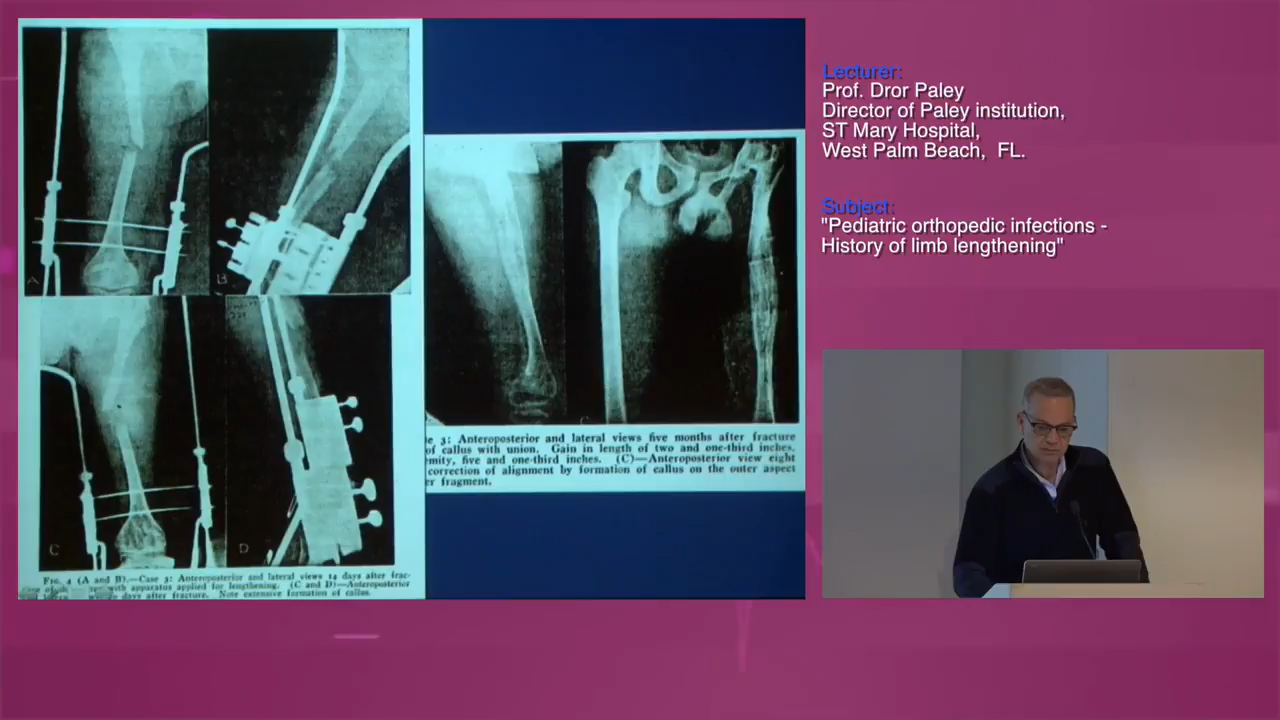 Lecturer:
Prof. Dror Paley
Director of Paley institution,
ST Mary Hospital,
West Palm Beach, FL.
Subject:
"Pediatric orthopedic infections -
History of limb lengthening"
A
B
C
D
FIG. 4 (A and B).—Case 3: Anteroposterior and lateral views 14 days after frac-
with apparatus applied for lengthening. (C and D)—Anteroposterior
days after fracture. Note extensive formation of callus.
e 3: Anteroposterior and lateral views five months after fracture
of callus with union. Gain in length of two and one-third inches.
mity, five and one-third inches. (C)—Anteroposterior view eight
correction of alignment by formation of callus on the outer aspect
er fragment.